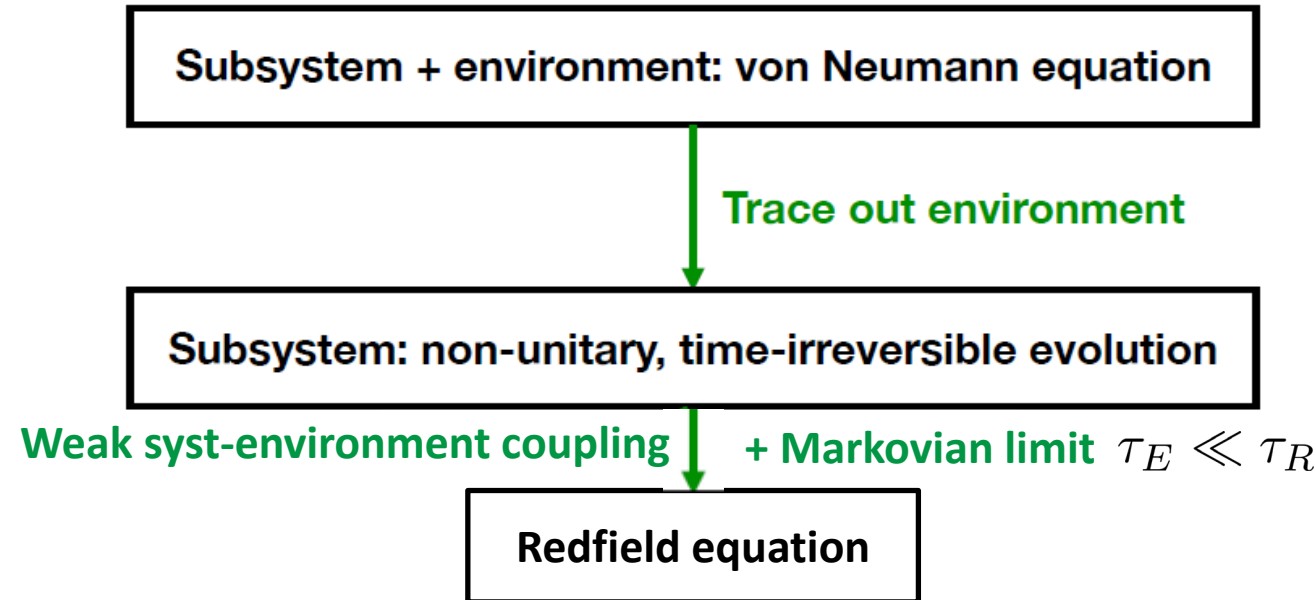 Subsystem + environment: von Neumann equation
Trace out environment
Subsystem: non-unitary, time-irreversible evolution
Weak syst-environment coupling + Markovian limit τ_E ≪ τ_R
Redfield equation